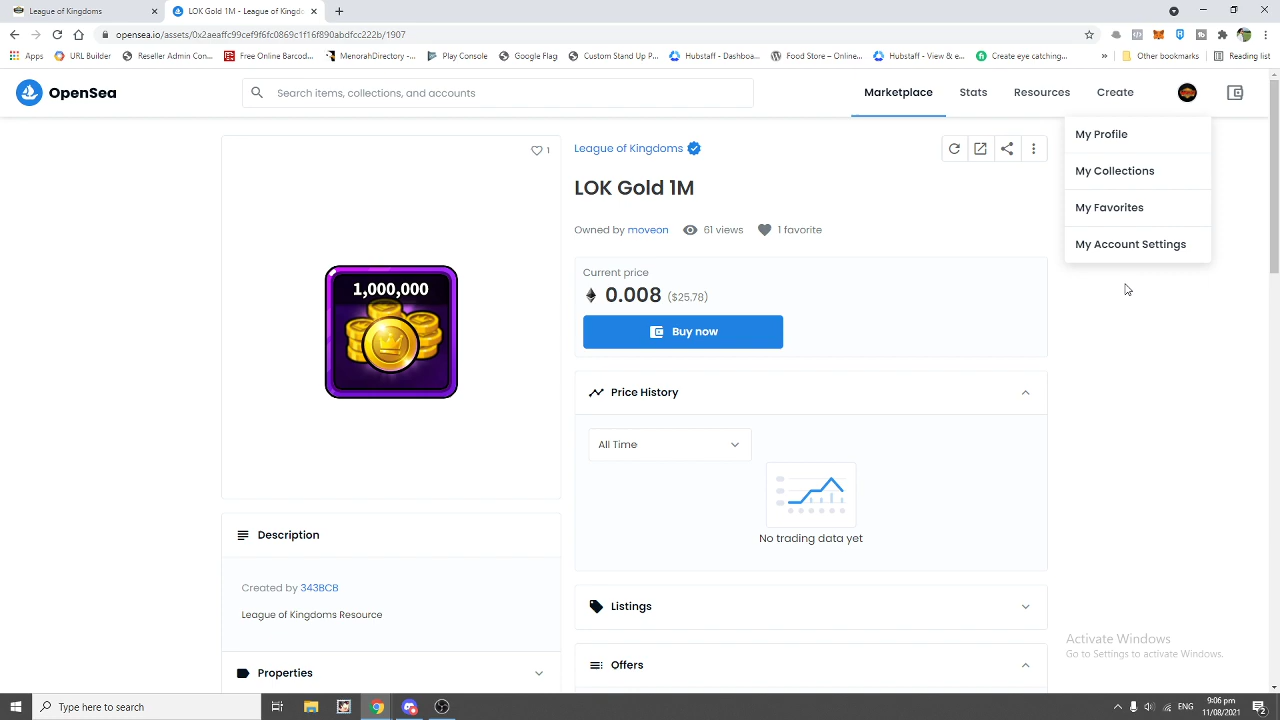 League of Kingdoms
LOK Gold 1M - League of Kingdo
opensea.io/assets/0x2aeaffc99cef9f6fc0869c1f16f890abdcdb222b/1907
Apps
URL Builder
Reseller Admin Con...
Free Online Barcod...
MenorahDirectory -...
Play Console
Google Flag
Custom Stand Up P...
Hubstaff - Dashboa...
Food Store – Online...
Hubstaff - View & e...
Create eye catching...
Other bookmarks
Reading list
OpenSea
Search items, collections, and accounts
Marketplace
Stats
Resources
Create
My Profile
My Collections
My Favorites
My Account Settings
1
League of Kingdoms
LOK Gold 1M
Owned by moveon
61 views
1 favorite
1,000,000
Current price
0.008 ($25.78)
Buy now
Price History
All Time
No trading data yet
Description
Created by 343BCB
League of Kingdoms Resource
Properties
Listings
Offers
Activate Windows
Go to Settings to activate Windows.
Type here to search
ENG
9:06 pm
11/08/2021
2